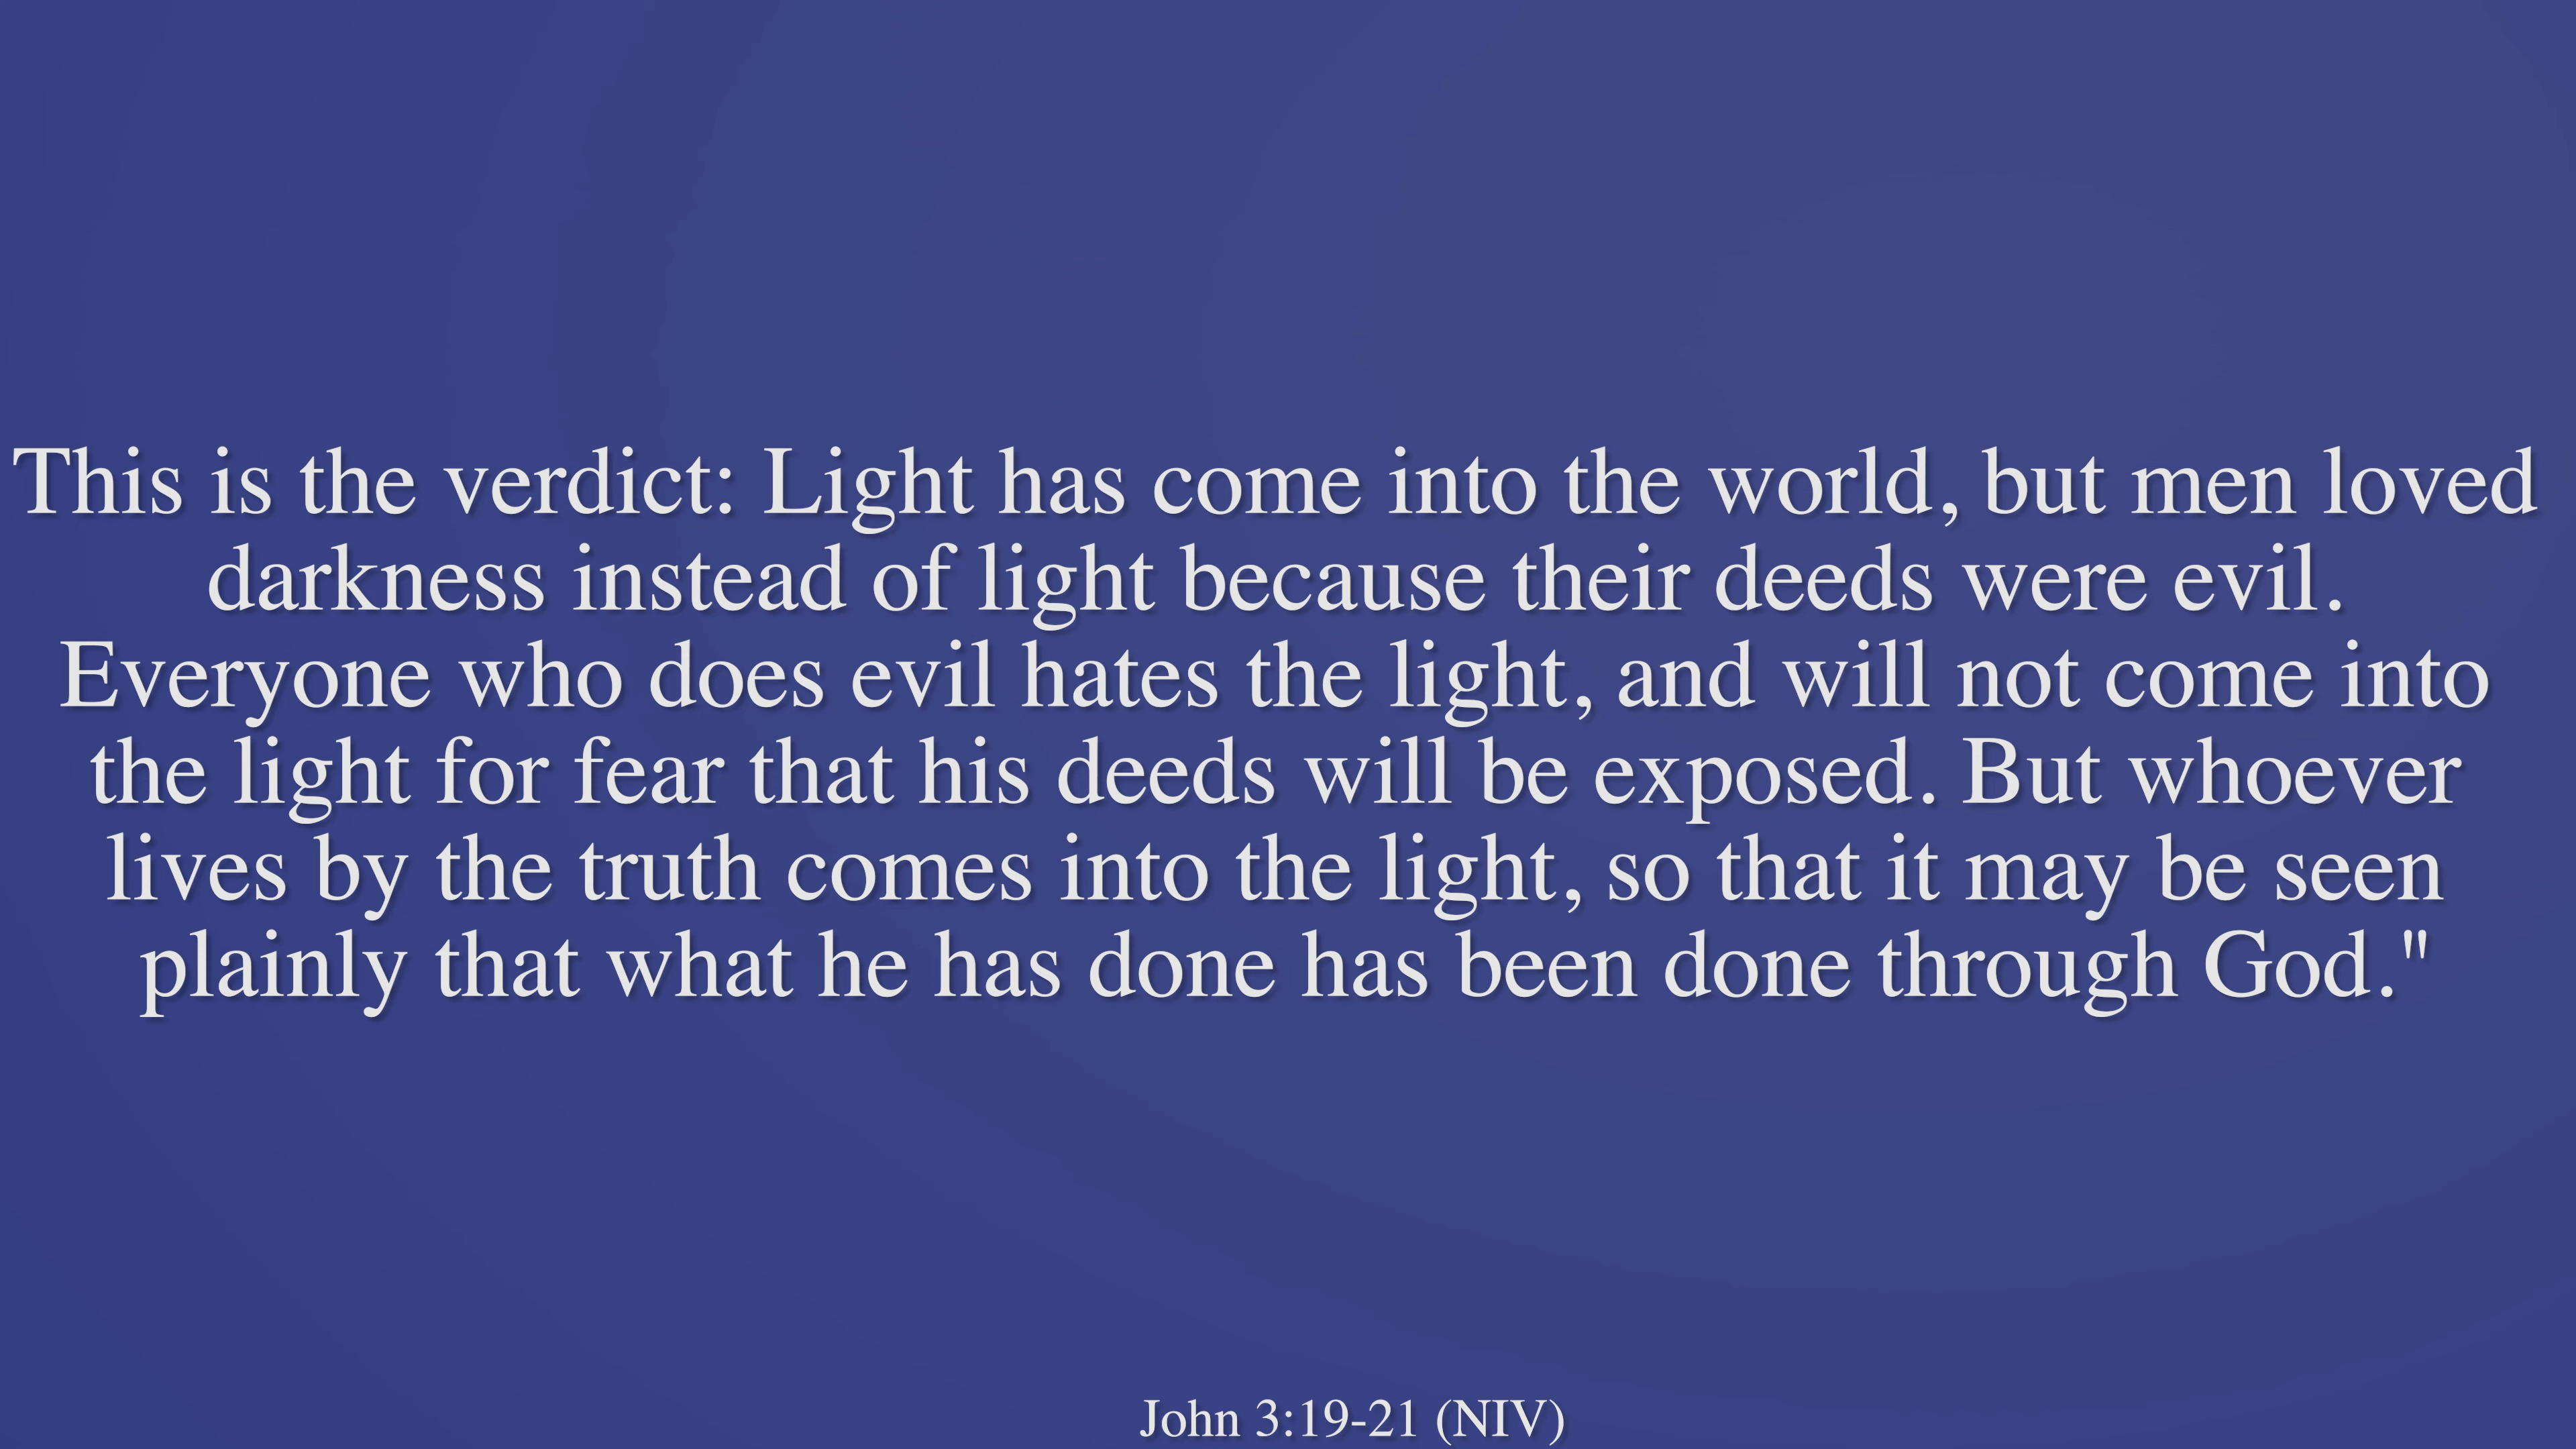 This is the verdict: Light has come into the world, but men loved
darkness instead of light because their deeds were evil.
Everyone who does evil hates the light, and will not come into
the light for fear that his deeds will be exposed. But whoever
lives by the truth comes into the light, so that it may be seen
plainly that what he has done has been done through God."
John 3:19-21 (NIV)